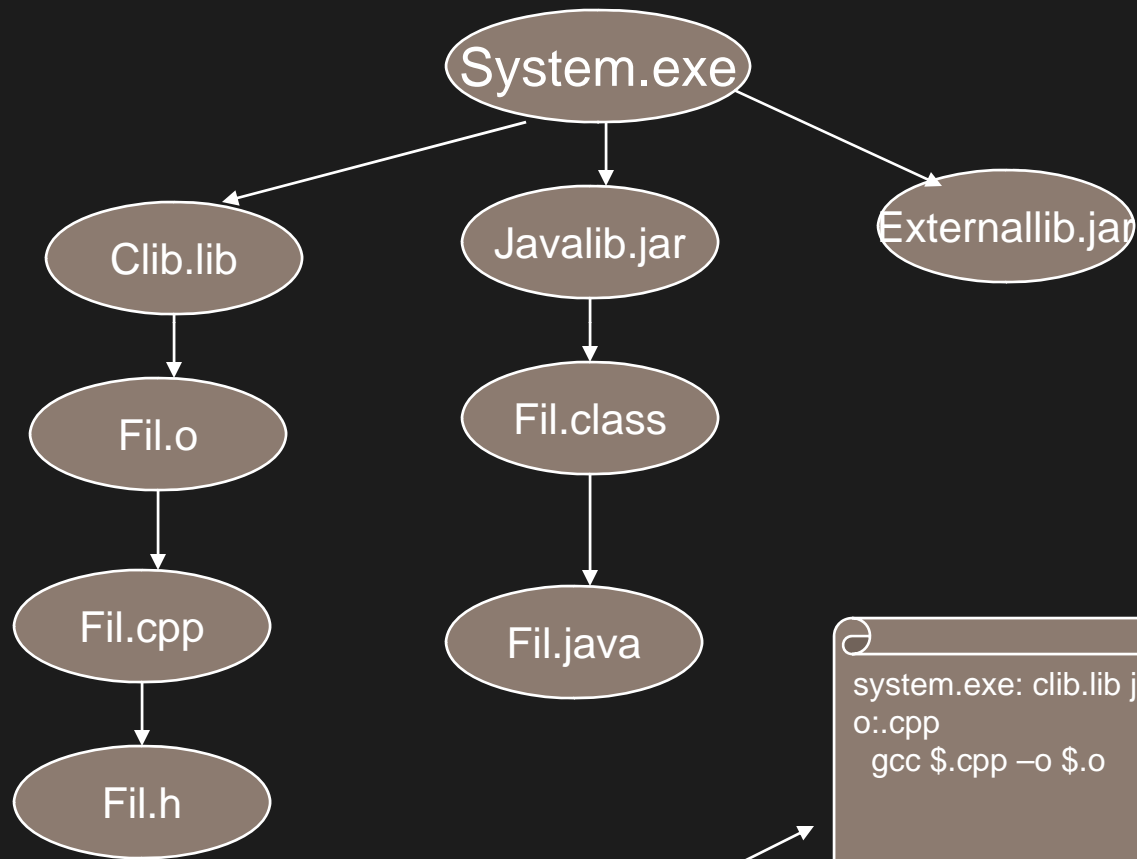 System.exe
Clib.lib
Javalib.jar
Externallib.jar
Fil.o
Fil.class
Fil.cpp
Fil.java
Fil.h
system.exe: clib.lib j
o:.cpp
gcc $.cpp –o $.o